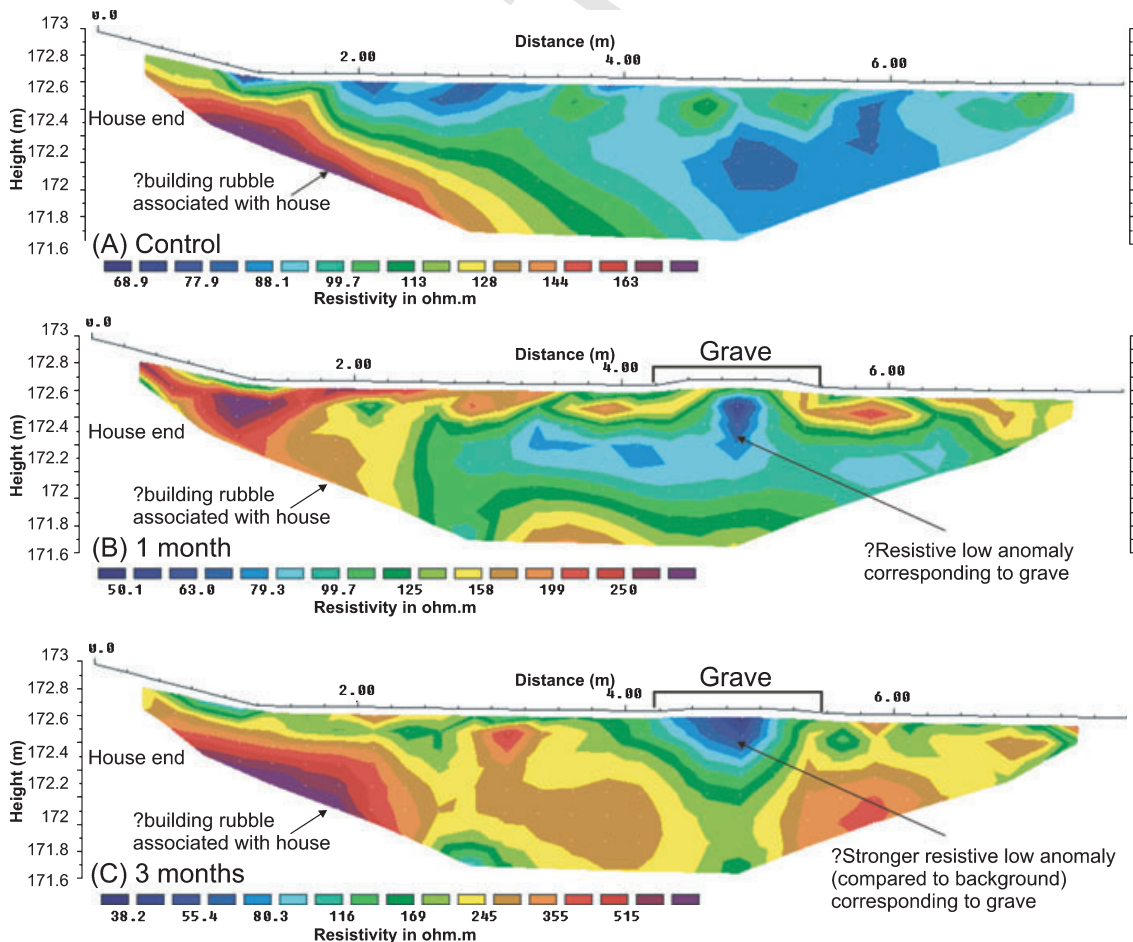 173
172.8
172.6
172.4
172.2
172
171.8
171.6
Height (m)
0.0
Distance (m)
2.00
4.00
6.00
House end
?building rubble
associated with house
(A) Control
68.9 77.9 88.1 99.7 113 128 144 163
Resistivity in ohm.m
173
172.8
172.6
172.4
172.2
172
171.8
171.6
Height (m)
0.0
Distance (m)
2.00
4.00
6.00
Grave
House end
?building rubble
associated with house
?Resistive low anomaly
corresponding to grave
(B) 1 month
50.1 63.0 79.3 99.7 125 158 199 250
Resistivity in ohm.m
173
172.8
172.6
172.4
172.2
172
171.8
171.6
Height (m)
0.0
Distance (m)
2.00
4.00
6.00
Grave
House end
?building rubble
associated with house
?Stronger resistive low anomaly
(compared to background)
corresponding to grave
(C) 3 months
38.2 55.4 80.3 116 169 245 355 515
Resistivity in ohm.m